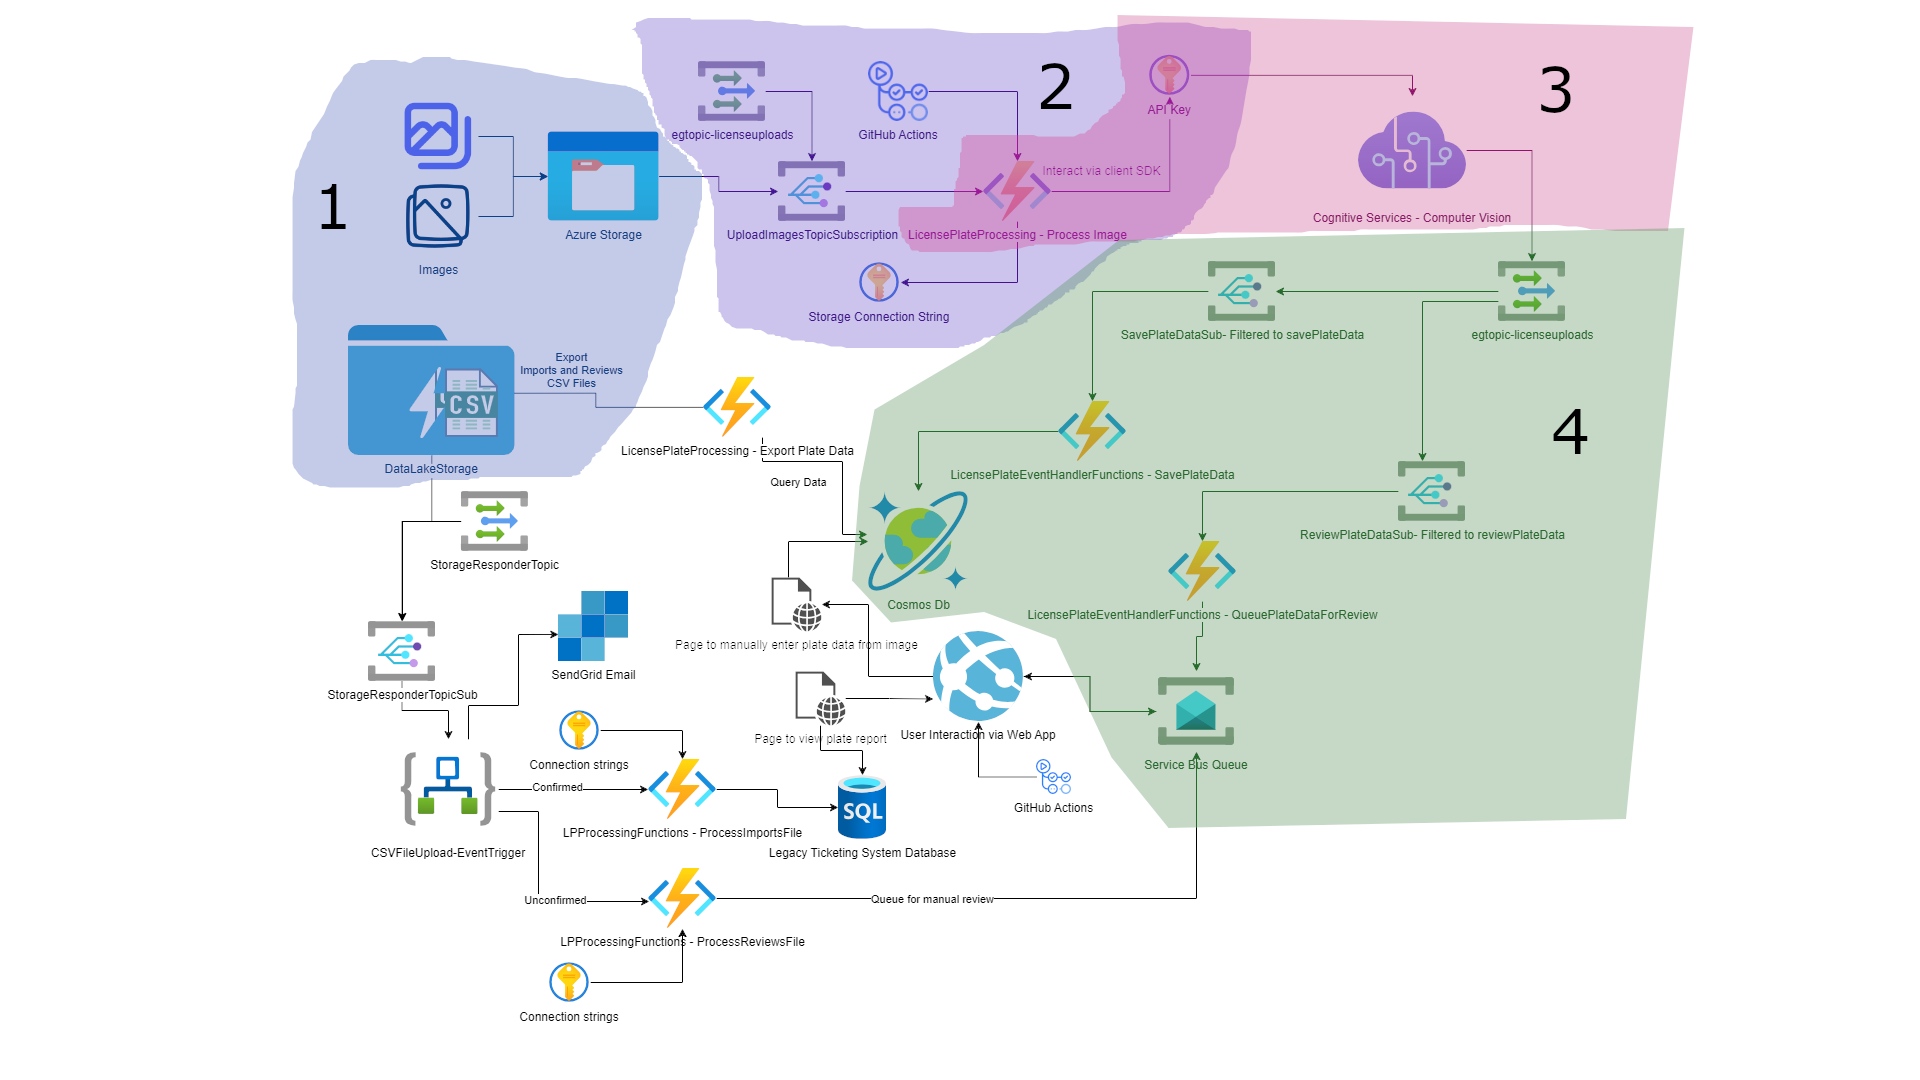 1
Images
Azure Storage
DataLakeStorage
CSV
Export
Imports and Reviews
CSV Files
2
egtopic-licenseuploads
GitHub Actions
UploadImagesTopicSubscription
LicensePlateProcessing - Process Image
Storage Connection String
Interact via client SDK
API Key
3
Cognitive Services - Computer Vision
4
SavePlateDataSub- Filtered to savePlateData
egtopic-licenseuploads
LicensePlateEventHandlerFunctions - SavePlateData
ReviewPlateDataSub- Filtered to reviewPlateData
LicensePlateEventHandlerFunctions - QueuePlateDataForReview
Cosmos Db
Service Bus Queue
LicensePlateProcessing - Export Plate Data
Query Data
StorageResponderTopic
StorageResponderTopicSub
SendGrid Email
Page to manually enter plate data from image
Page to view plate report
User Interaction via Web App
GitHub Actions
Connection strings
Confirmed
LPProcessingFunctions - ProcessImportsFile
SQL
Legacy Ticketing System Database
CSVFileUpload-EventTrigger
Unconfirmed
Queue for manual review
LPProcessingFunctions - ProcessReviewsFile
Connection strings